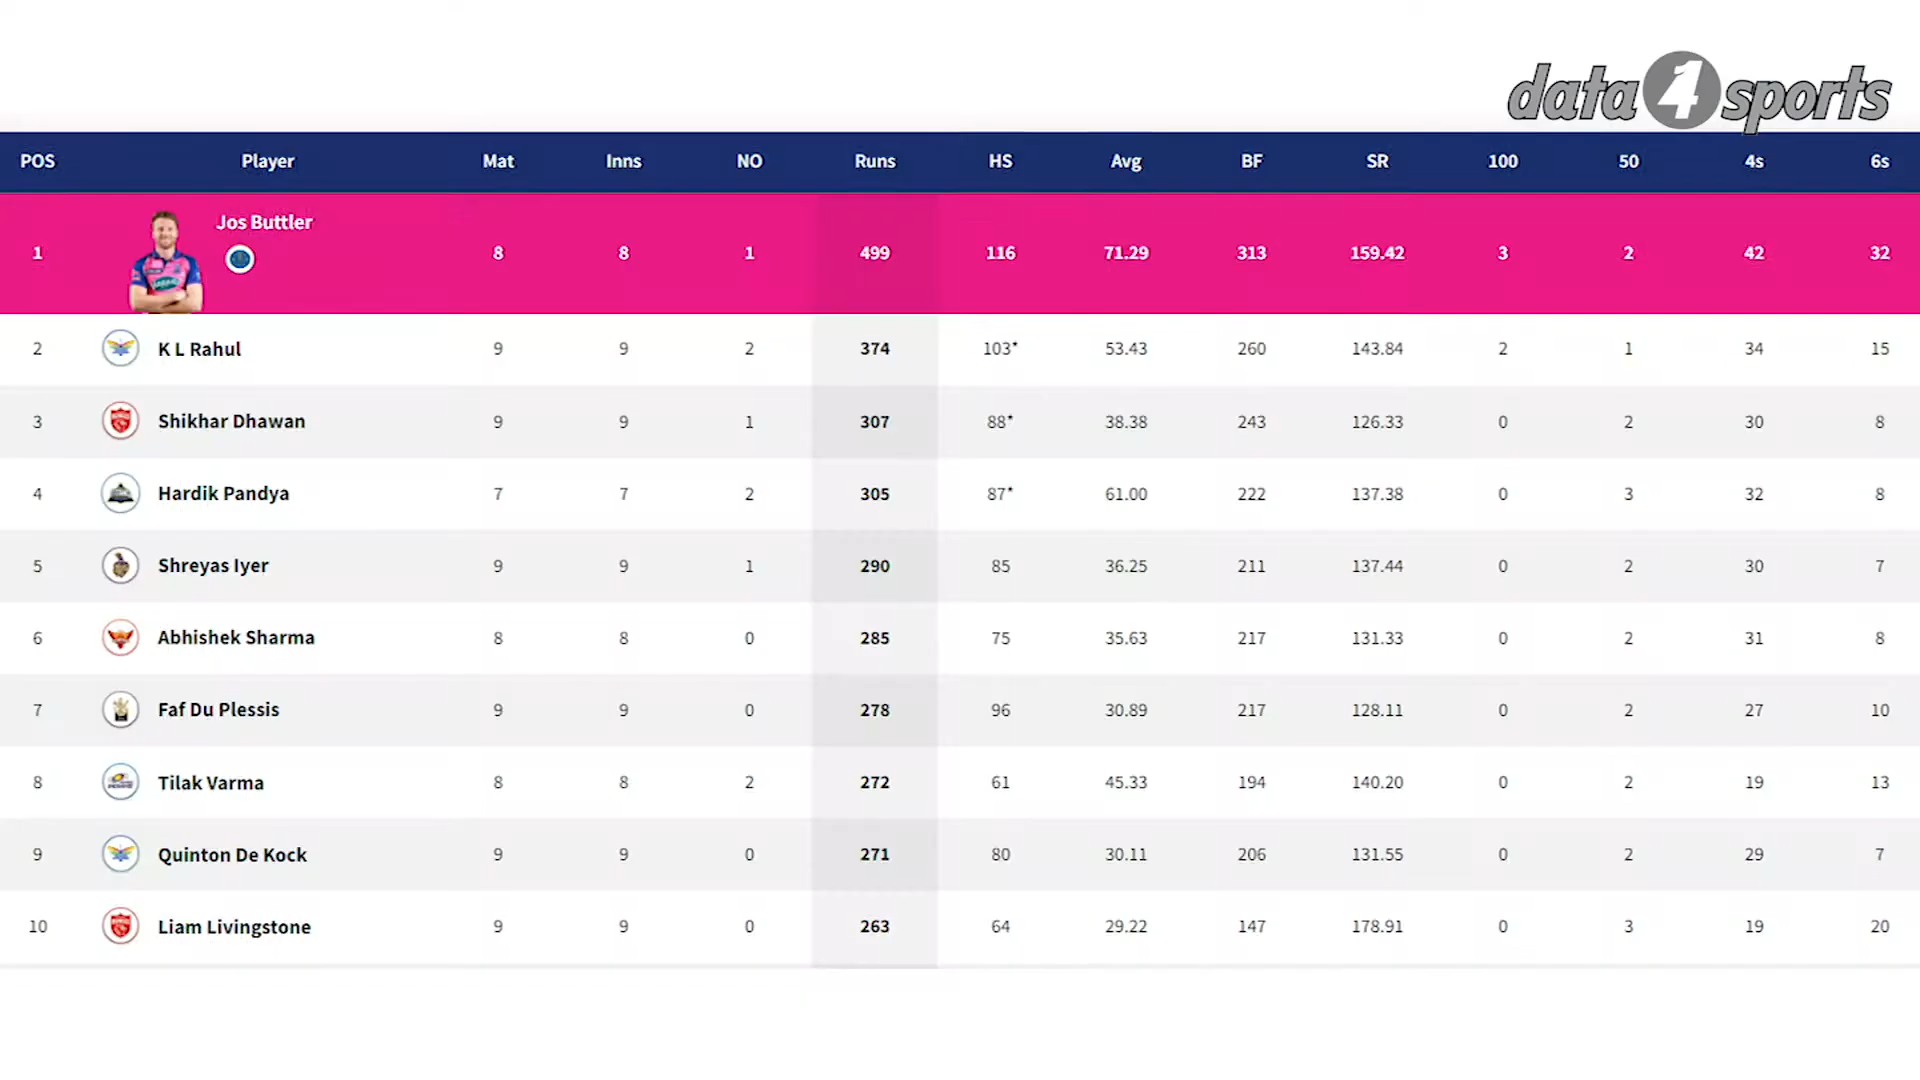 data4sports
POS Player Mat Inns NO Runs HS Avg BF SR 100 50 4s 6s
1 Jos Buttler 8 8 1 499 116 71.29 313 159.42 3 2 42 32
2 K L Rahul 9 9 2 374 103* 53.43 260 143.84 2 1 34 15
3 Shikhar Dhawan 9 9 1 307 88* 38.38 243 126.33 0 2 30 8
4 Hardik Pandya 7 7 2 305 87* 61.00 222 137.38 0 3 32 8
5 Shreyas Iyer 9 9 1 290 85 36.25 211 137.44 0 2 30 7
6 Abhishek Sharma 8 8 0 285 75 35.63 217 131.33 0 2 31 8
7 Faf Du Plessis 9 9 0 278 96 30.89 217 128.11 0 2 27 10
8 Tilak Varma 8 8 2 272 61 45.33 194 140.20 0 2 19 13
9 Quinton De Kock 9 9 0 271 80 30.11 206 131.55 0 2 29 7
10 Liam Livingstone 9 9 0 263 64 29.22 147 178.91 0 3 19 20